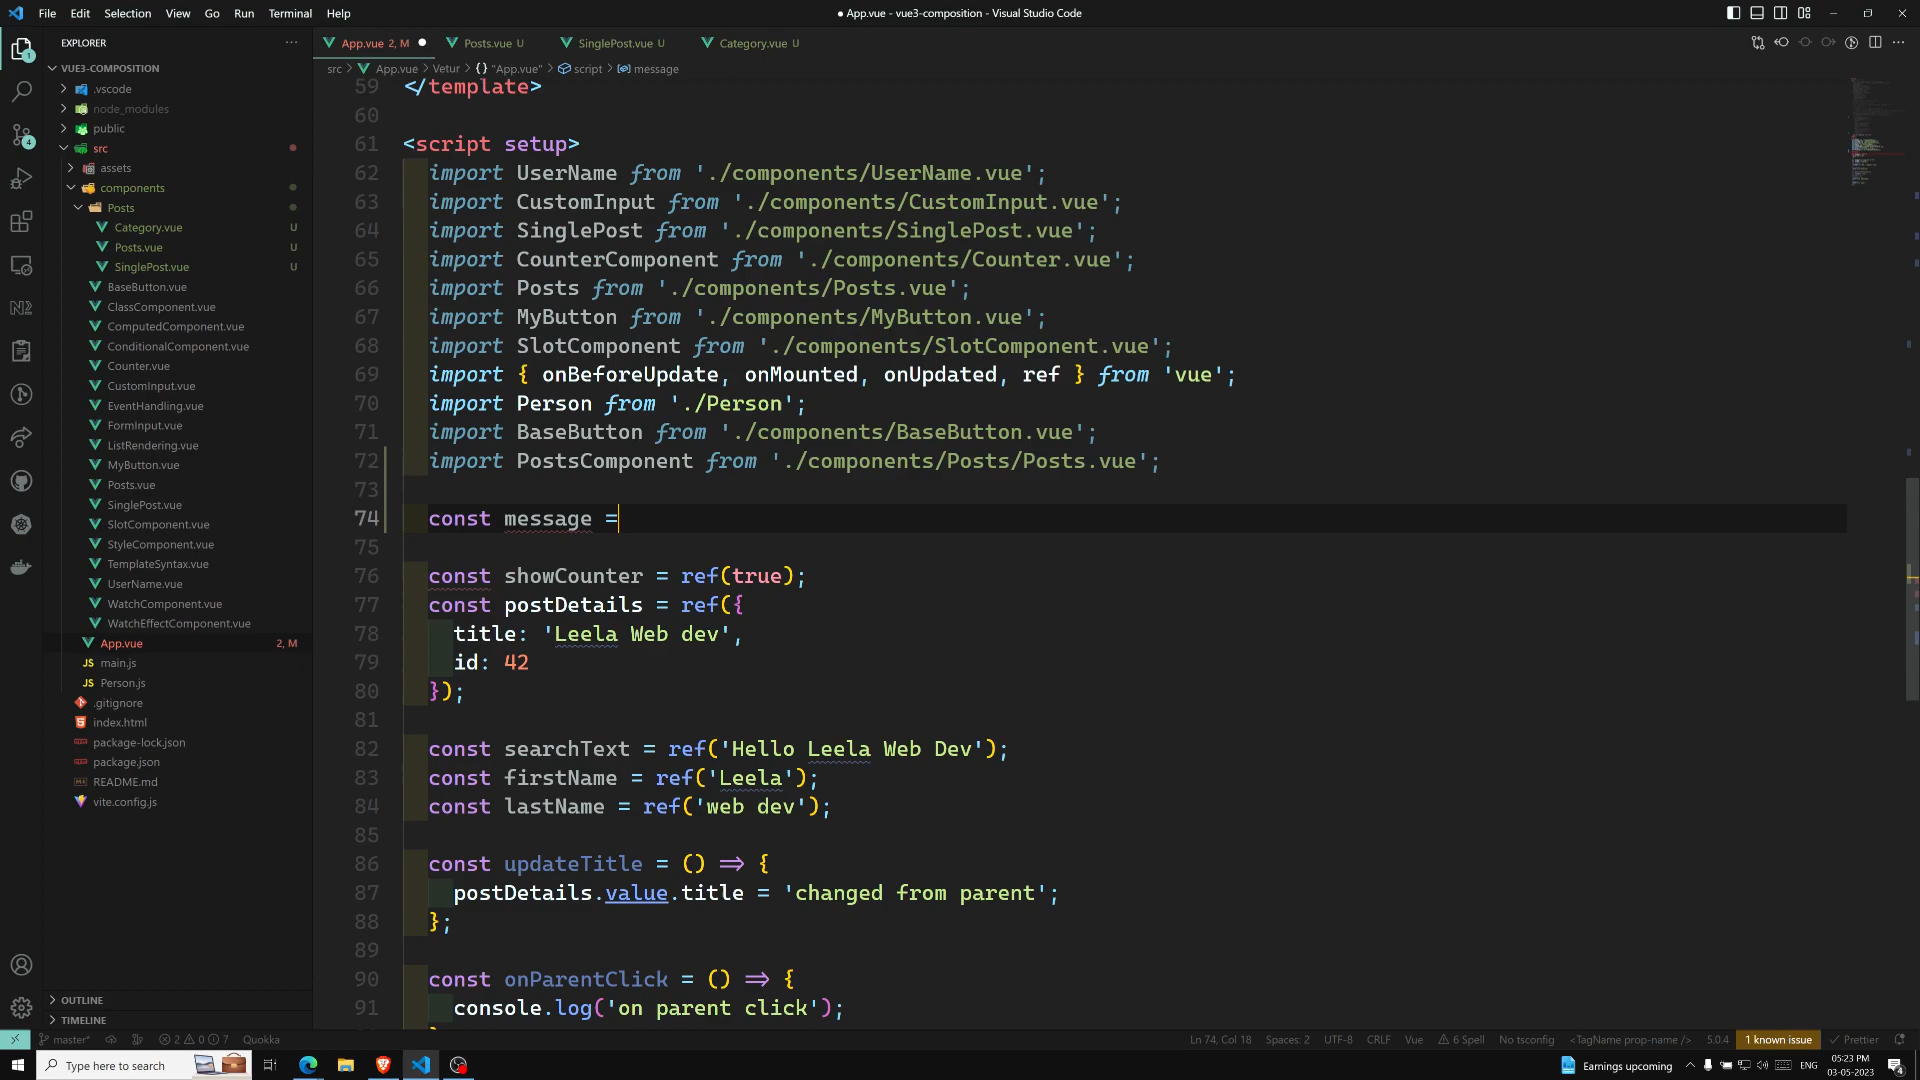 File Edit Selection View Go Run Terminal Help
● App.vue - vue3-composition - Visual Studio Code
EXPLORER
App.vue 2, M
Posts.vue U
SinglePost.vue U
Category.vue U
src > App.vue > Vetur > {} "App.vue" > script > message
VUE3-COMPOSITION
.vscode
node_modules
public
src
assets
components
Posts
Category.vue U
Posts.vue U
SinglePost.vue U
BaseButton.vue
ClassComponent.vue
ComputedComponent.vue
ConditionalComponent.vue
Counter.vue
CustomInput.vue
EventHandling.vue
FormInput.vue
ListRendering.vue
MyButton.vue
Posts.vue
SinglePost.vue
SlotComponent.vue
StyleComponent.vue
TemplateSyntax.vue
UserName.vue
WatchComponent.vue
WatchEffectComponent.vue
App.vue 2, M
JS main.js
JS Person.js
.gitignore
index.html
package-lock.json
package.json
README.md
vite.config.js
OUTLINE
TIMELINE
59 </template>
60
61 <script setup>
62 import UserName from './components/UserName.vue';
63 import CustomInput from './components/CustomInput.vue';
64 import SinglePost from './components/SinglePost.vue';
65 import CounterComponent from './components/Counter.vue';
66 import Posts from './components/Posts.vue';
67 import MyButton from './components/MyButton.vue';
68 import SlotComponent from './components/SlotComponent.vue';
69 import { onBeforeUpdate, onMounted, onUpdated, ref } from 'vue';
70 import Person from './Person';
71 import BaseButton from './components/BaseButton.vue';
72 import PostsComponent from './components/Posts/Posts.vue';
73
74 const message =
75
76 const showCounter = ref(true);
77 const postDetails = ref({
78 title: 'Leela Web dev',
79 id: 42
80 });
81
82 const searchText = ref('Hello Leela Web Dev');
83 const firstName = ref('Leela');
84 const lastName = ref('web dev');
85
86 const updateTitle = () => {
87 postDetails.value.title = 'changed from parent';
88 };
89
90 const onParentClick = () => {
91 console.log('on parent click');
master* 2 0 7 Quokka
Ln 74, Col 18 Spaces: 2 UTF-8 CRLF Vue 6 Spell No tsconfig <TagName prop-name /> 5.0.4 1 known issue Prettier
Type here to search
Earnings upcoming
ENG
05:23 PM
03-05-2023
4